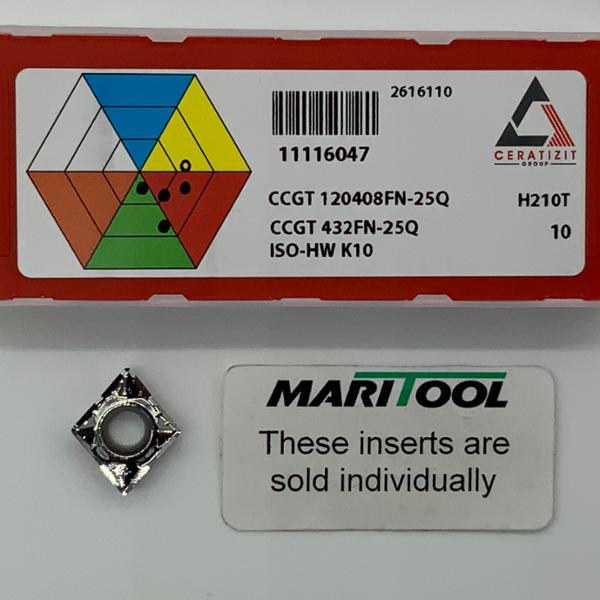 2616110
11116047
CERATIZIT
GROUP
CCGT 120408FN-25Q H210T
CCGT 432FN-25Q 10
ISO-HW K10
MARITOOL
These inserts are
sold individually